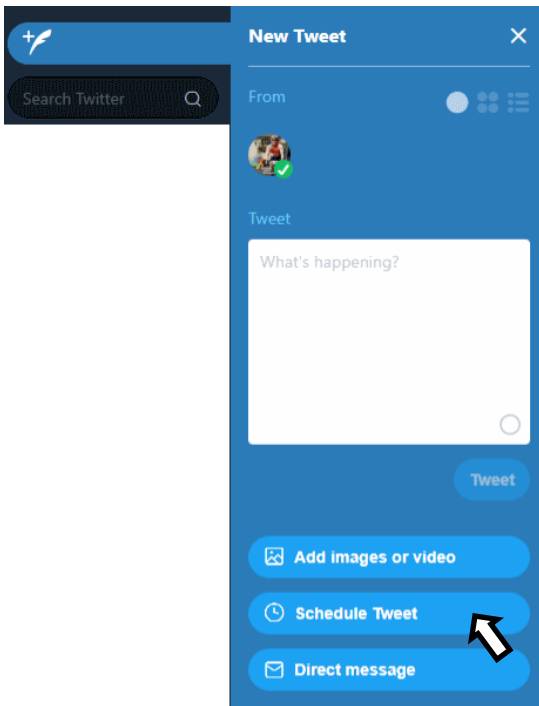 New Tweet
Search Twitter
From
Tweet
What's happening?
Tweet
Add images or video
Schedule Tweet
Direct message